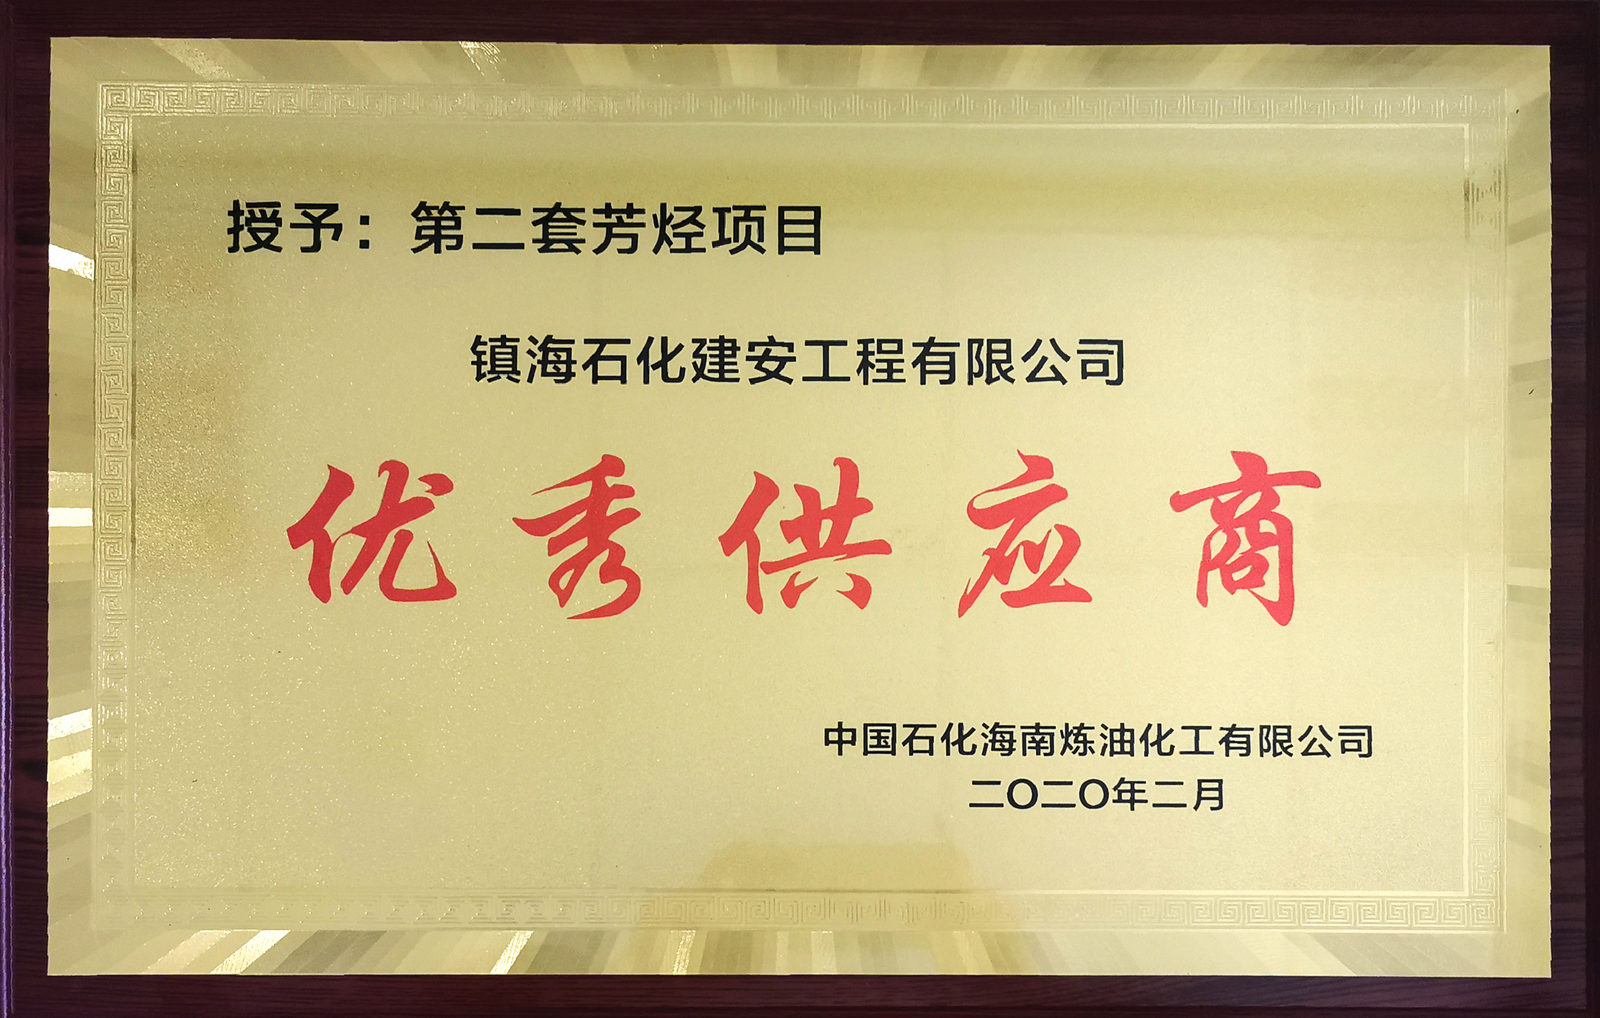 授予：第二套芳烃项目
镇海石化建安工程有限公司
优秀供应商
中国石化海南炼油化工有限公司
二〇二〇年二月